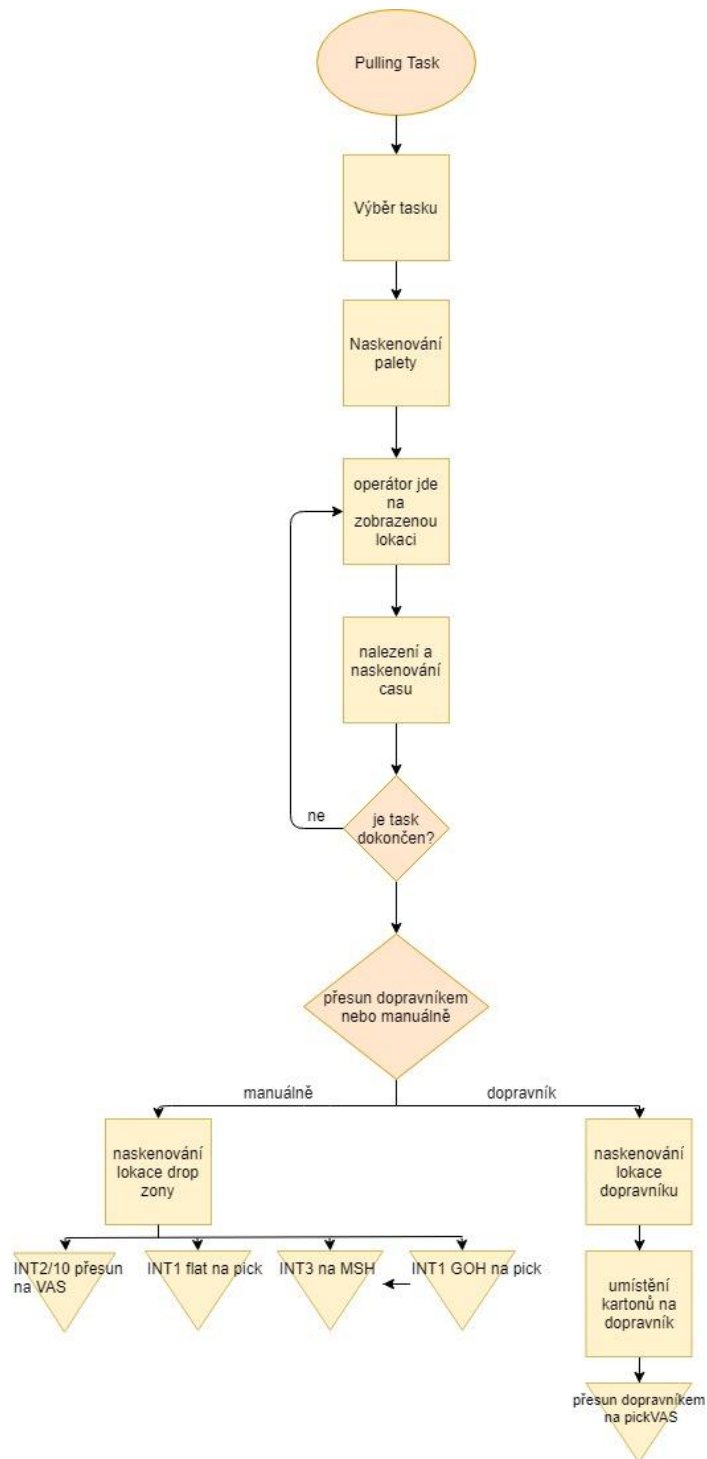 Pulling Task
Výběr tasku
Naskenování
palety
operátor jde
na
zobrazenou
lokaci
nalezení a
naskenování
casu
ne
je task
dokončen?
přesun dopravníkem
nebo manuálně
manuálně
dopravník
naskenování
lokace drop
zony
naskenování
lokace
dopravníku
INT2/10 přesun
na VAS
INT1 flat na pick
INT3 na MSH
INT1 GOH na pick
umístění
kartonů na
dopravník
přesun dopravníkem
na pickVAS